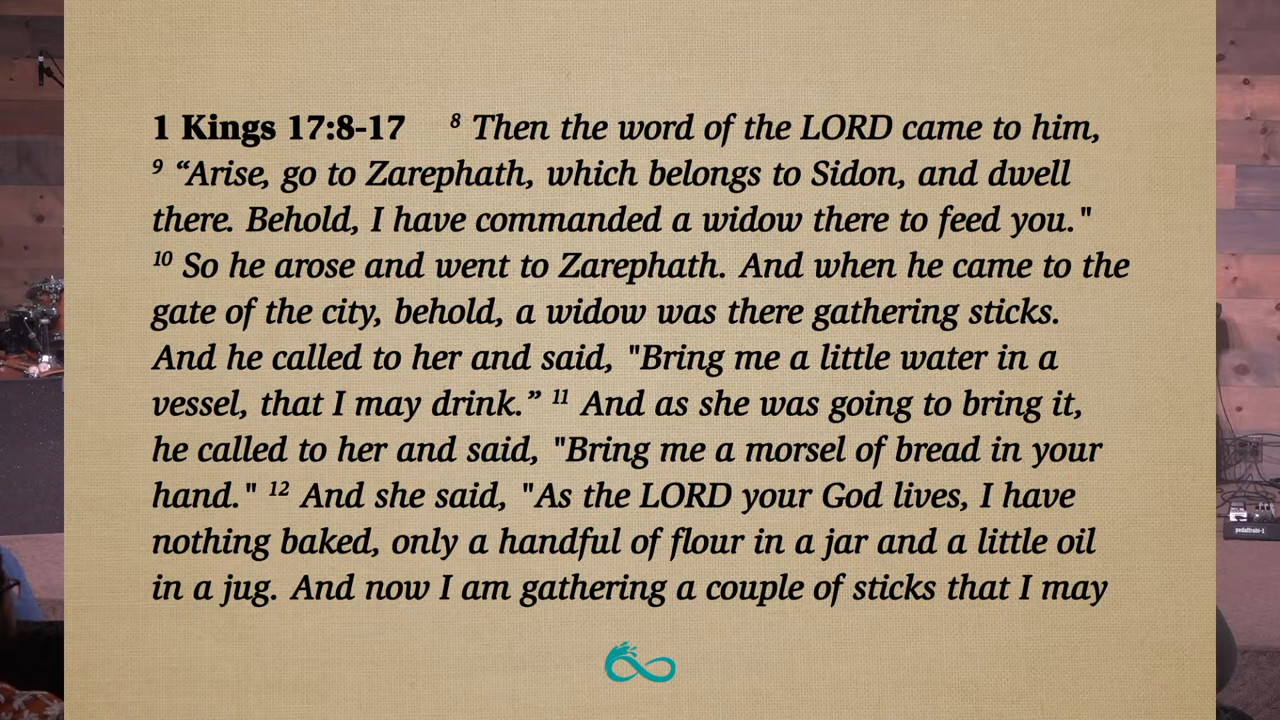 1 Kings 17:8-17 ⁸ Then the word of the LORD came to him,
⁹ “Arise, go to Zarephath, which belongs to Sidon, and dwell
there. Behold, I have commanded a widow there to feed you."
¹⁰ So he arose and went to Zarephath. And when he came to the
gate of the city, behold, a widow was there gathering sticks.
And he called to her and said, "Bring me a little water in a
vessel, that I may drink.” ¹¹ And as she was going to bring it,
he called to her and said, "Bring me a morsel of bread in your
hand." ¹² And she said, "As the LORD your God lives, I have
nothing baked, only a handful of flour in a jar and a little oil
in a jug. And now I am gathering a couple of sticks that I may